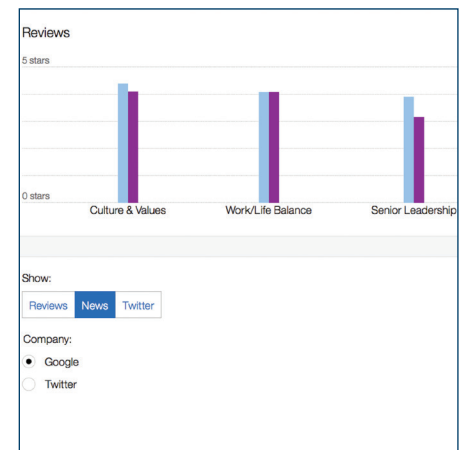 Reviews
5 stars
0 stars
Culture & Values Work/Life Balance Senior Leadership
Show:
Reviews News Twitter
Company:
Google
Twitter